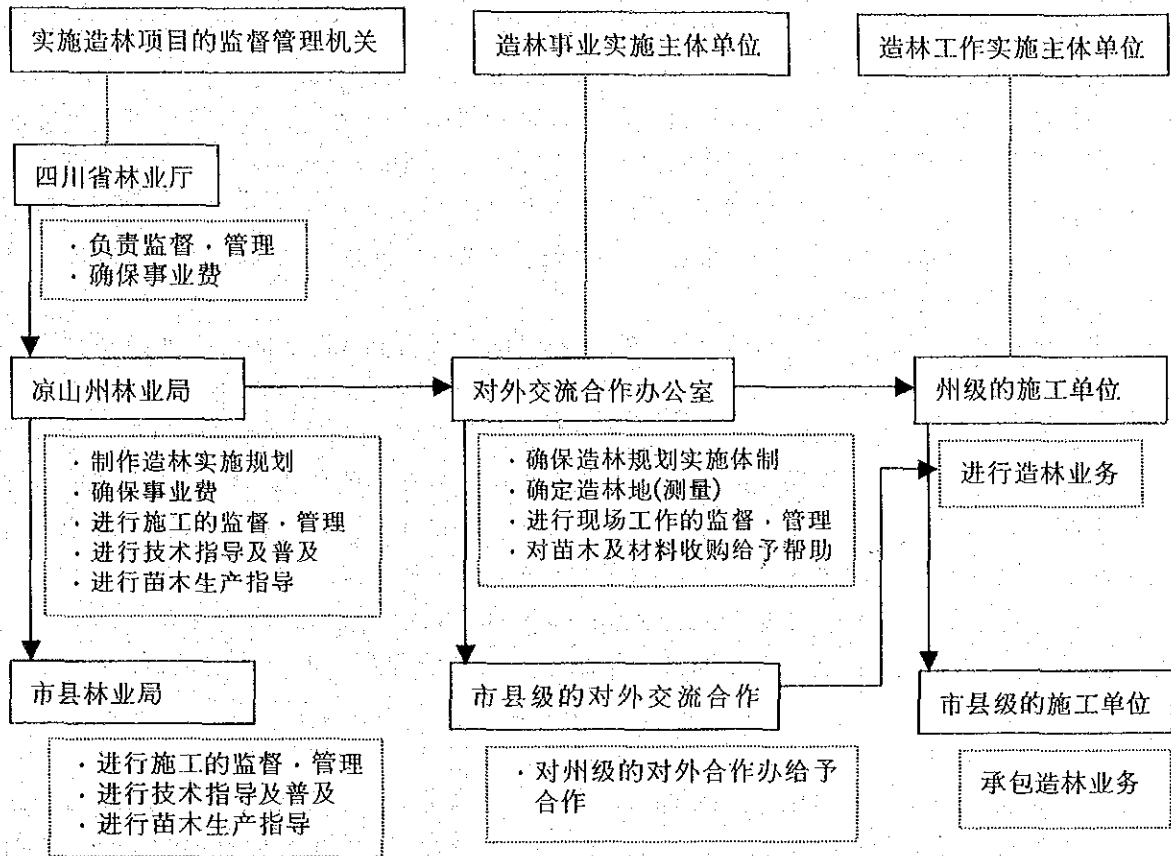 实施造林项目的监督管理机关
造林事业实施主体单位
造林工作实施主体单位
四川省林业厅
·负责监督·管理
·确保事业费
凉山州林业局
对外交流合作办公室
州级的施工单位
·制作造林实施规划
·确保事业费
·进行施工的监督·管理
·进行技术指导及普及
·进行苗木生产指导
·确保造林规划实施体制
·确定造林地(测量)
·进行现场工作的监督·管理
·对苗木及材料收购给予帮助
进行造林业务
市县林业局
市县级的对外交流合作
市县级的施工单位
·进行施工的监督·管理
·进行技术指导及普及
·进行苗木生产指导
·对州级的对外合作办给予
合作
承包造林业务